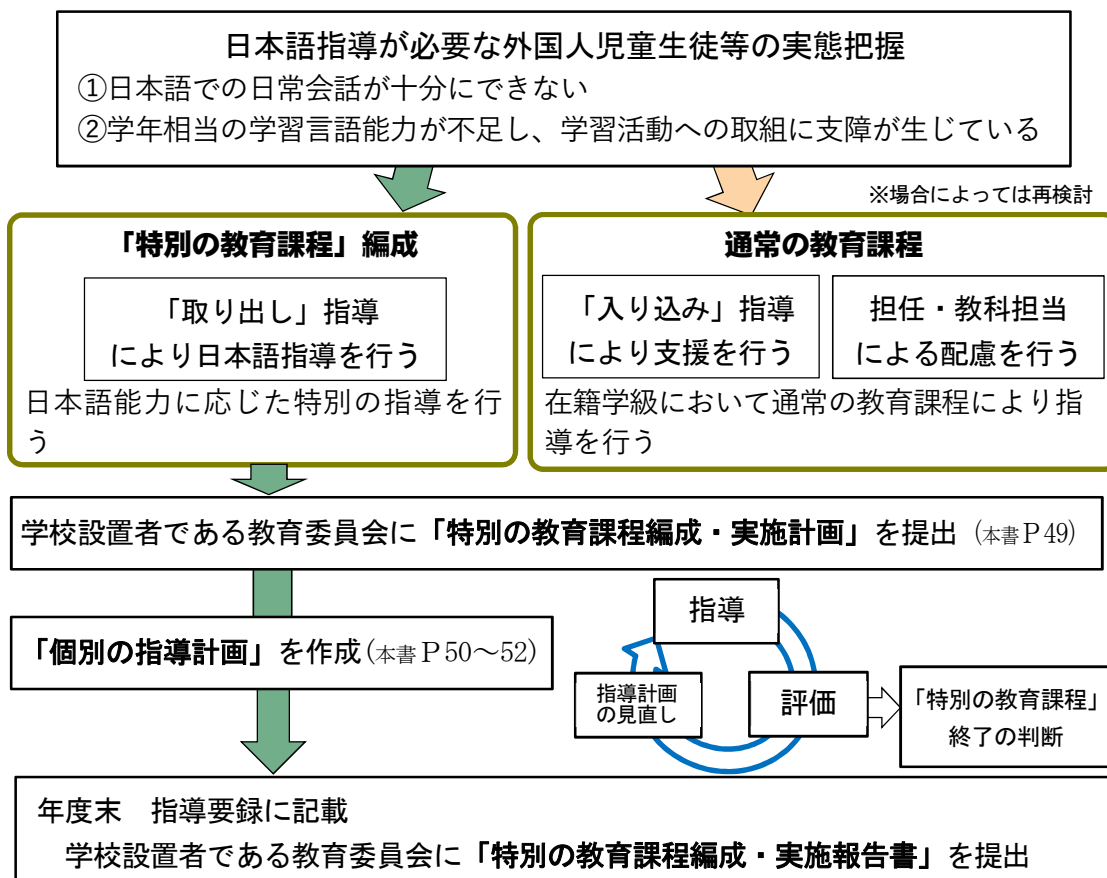 日本語指導が必要な外国人児童生徒等の実態把握
①日本語での日常会話が十分にできない
②学年相当の学習言語能力が不足し、学習活動への取組に支障が生じている
※場合によっては再検討
「特別の教育課程」編成
「取り出し」指導
により日本語指導を行う
日本語能力に応じた特別の指導を行
う
通常の教育課程
「入り込み」指導
により支援を行う
担任・教科担当
による配慮を行う
在籍学級において通常の教育課程により指
導を行う
学校設置者である教育委員会に「特別の教育課程編成・実施計画」を提出（本書Ｐ49）
「個別の指導計画」を作成（本書Ｐ50～52）
指導
評価
指導計画
の見直し
「特別の教育課程」
終了の判断
年度末　指導要録に記載
学校設置者である教育委員会に「特別の教育課程編成・実施報告書」を提出